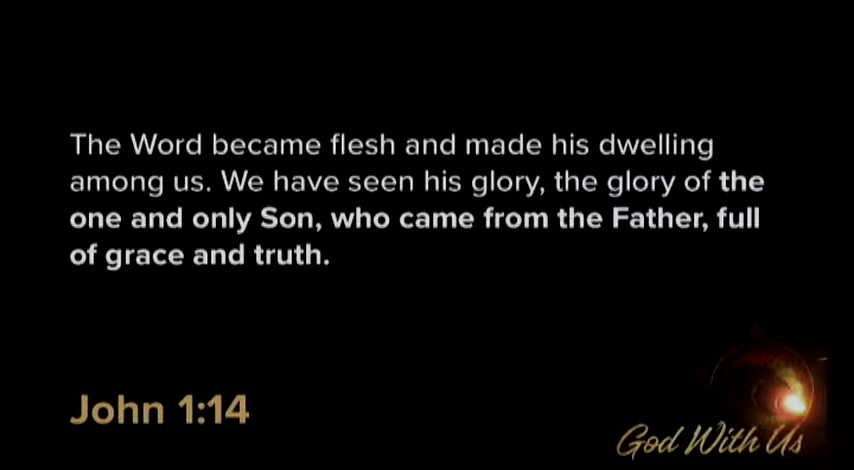 The Word became flesh and made his dwelling
among us. We have seen his glory, the glory of the
one and only Son, who came from the Father, full
of grace and truth.
John 1:14
God With Us